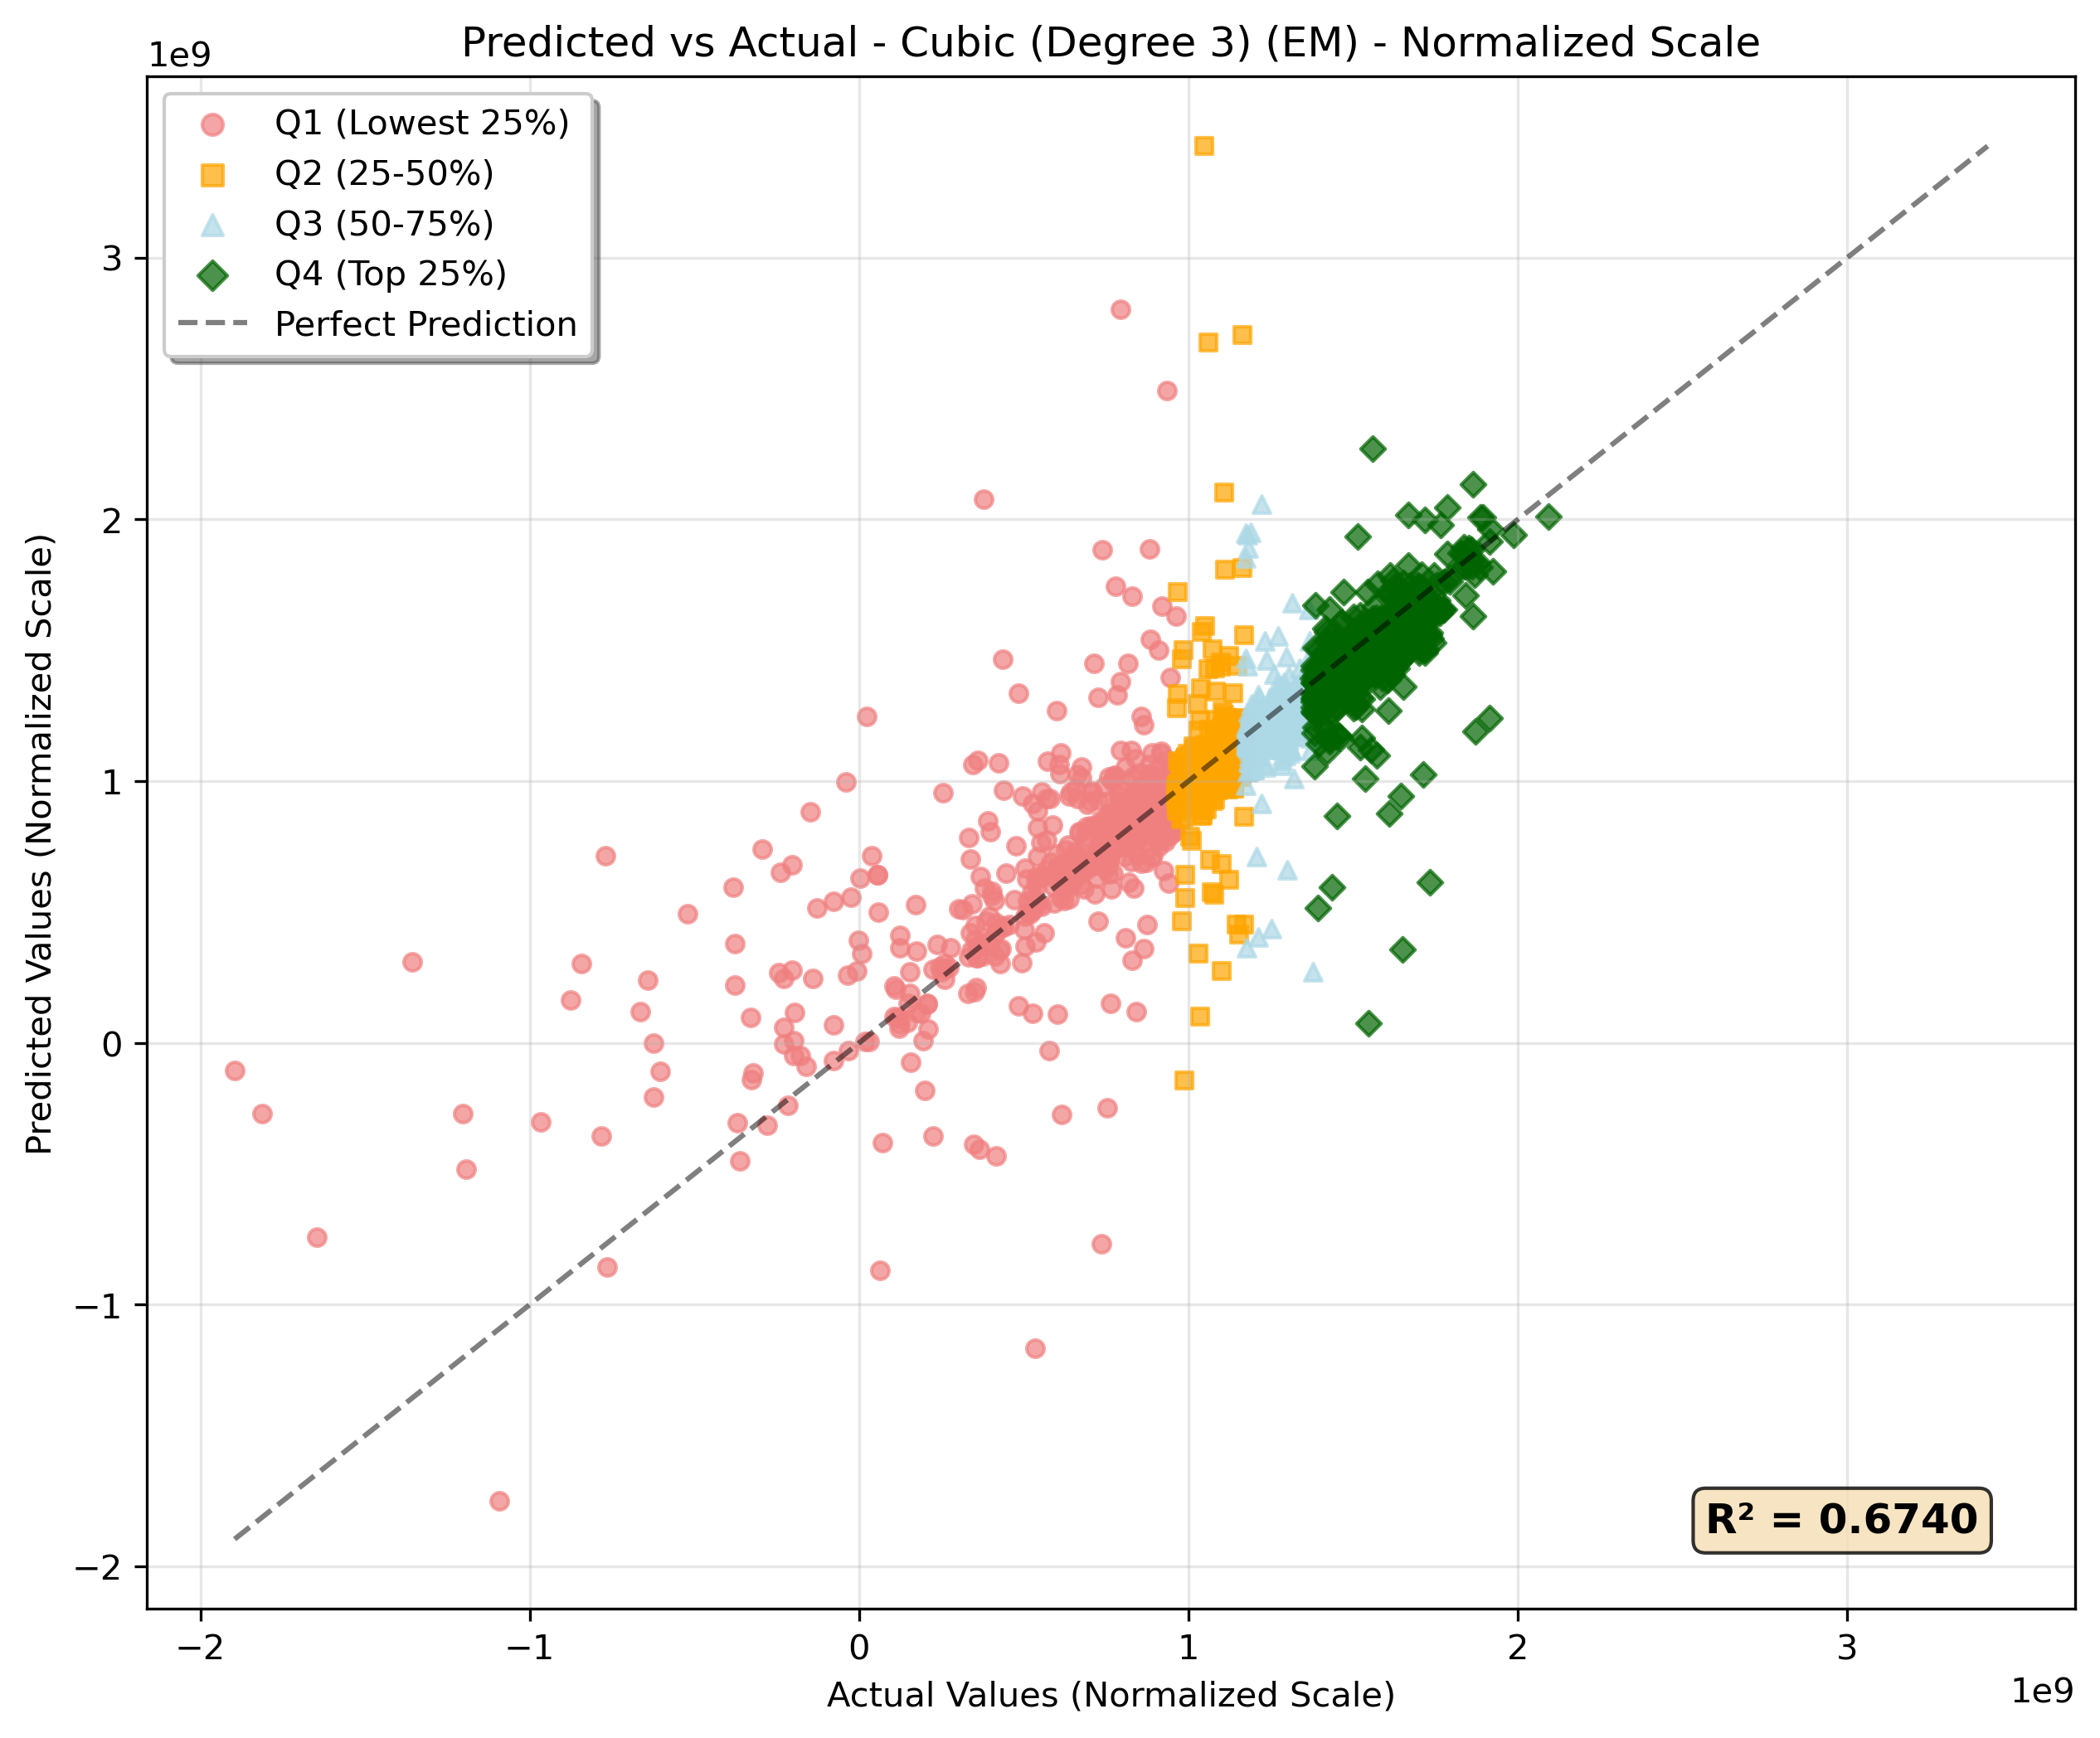 Predicted vs Actual - Cubic (Degree 3) (EM) - Normalized Scale
1e9
Q1 (Lowest 25%)
Q2 (25-50%)
Q3 (50-75%)
Q4 (Top 25%)
Perfect Prediction
Predicted Values (Normalized Scale)
3
2
1
0
−1
−2
R² = 0.6740
−2 −1 0 1 2 3
1e9
Actual Values (Normalized Scale)